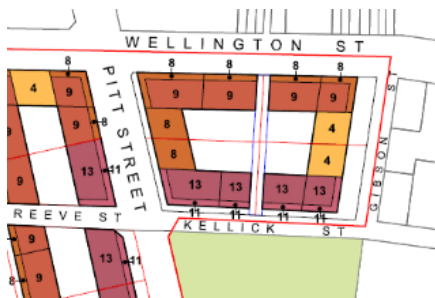 WELLINGTON ST
8 8 8 8 8
4 9 9 9 9 9
PITT STREET
GIBSON ST
9 9 8 8 4
8 4
13 13 13 13 13
11 11 11 11 11
REEVE ST
KELLICK ST
9 9 13 11
8 9